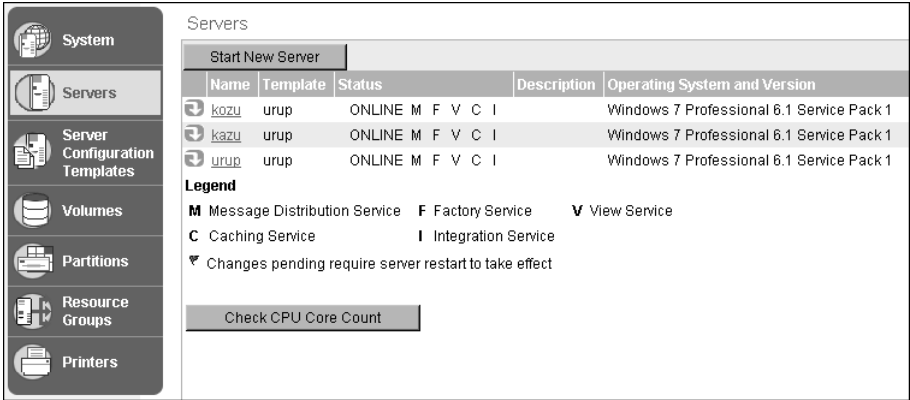 System
Servers
Server
Configuration
Templates
Volumes
Partitions
Resource
Groups
Printers
Servers
Start New Server
Name Template Status Description Operating System and Version
kozu urup ONLINE M F V C I Windows 7 Professional 6.1 Service Pack 1
kazu urup ONLINE M F V C I Windows 7 Professional 6.1 Service Pack 1
urup urup ONLINE M F V C I Windows 7 Professional 6.1 Service Pack 1
Legend
M Message Distribution Service F Factory Service V View Service
C Caching Service I Integration Service
Changes pending require server restart to take effect
Check CPU Core Count